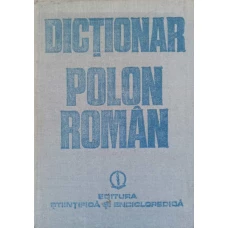 DICȚIONAR
POLON
ROMÂN
EDITURA
ȘTIINȚIFICĂ ȘI ENCICLOPEDICĂ